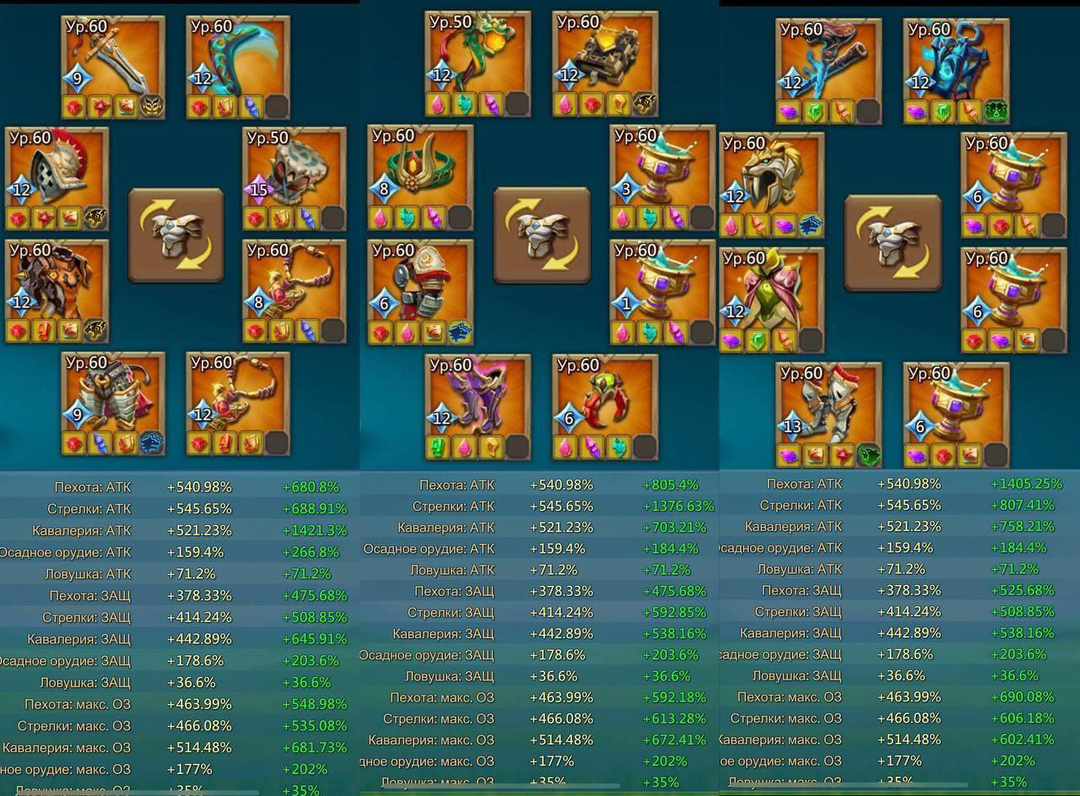 Ур.60 Ур.60
9 12
Ур.60 Ур.50
12 15
Ур.60 Ур.60
12 8
Ур.60 Ур.60
9 12
Пехота: АТК +540.98% +680.8%
Стрелки: АТК +545.65% +688.91%
Кавалерия: АТК +521.23% +1421.3%
Осадное орудие: АТК +159.4% +266.8%
Ловушка: АТК +71.2% +71.2%
Пехота: ЗАЩ +378.33% +475.68%
Стрелки: ЗАЩ +414.24% +508.85%
Кавалерия: ЗАЩ +442.89% +645.91%
Осадное орудие: ЗАЩ +178.6% +203.6%
Ловушка: ЗАЩ +36.6% +36.6%
Пехота: макс. ОЗ +463.99% +548.98%
Стрелки: макс. ОЗ +466.08% +535.08%
Кавалерия: макс. ОЗ +514.48% +681.73%
ное орудие: макс. ОЗ +177% +202%
Ловушка: макс. ОЗ +35% +35%
Ур.50 Ур.60
12 12
Ур.60 Ур.60
8 3
Ур.60 Ур.60
6 1
Ур.60 Ур.60
12 6
Пехота: АТК +540.98% +805.4%
Стрелки: АТК +545.65% +1376.63%
Кавалерия: АТК +521.23% +703.21%
Осадное орудие: АТК +159.4% +184.4%
Ловушка: АТК +71.2% +71.2%
Пехота: ЗАЩ +378.33% +475.68%
Стрелки: ЗАЩ +414.24% +592.85%
Кавалерия: ЗАЩ +442.89% +538.16%
Осадное орудие: ЗАЩ +178.6% +203.6%
Ловушка: ЗАЩ +36.6% +36.6%
Пехота: макс. ОЗ +463.99% +592.18%
Стрелки: макс. ОЗ +466.08% +613.28%
Кавалерия: макс. ОЗ +514.48% +672.41%
дное орудие: макс. ОЗ +177% +202%
Ловушка: макс. ОЗ +35% +35%
Ур.60 Ур.60
12 12
Ур.60 Ур.60
12 6
Ур.60 Ур.60
12 6
Ур.60 Ур.60
13 6
Пехота: АТК +540.98% +1405.25%
Стрелки: АТК +545.65% +807.41%
Кавалерия: АТК +521.23% +758.21%
садное орудие: АТК +159.4% +184.4%
Ловушка: АТК +71.2% +71.2%
Пехота: ЗАЩ +378.33% +525.68%
Стрелки: ЗАЩ +414.24% +508.85%
Кавалерия: ЗАЩ +442.89% +538.16%
садное орудие: ЗАЩ +178.6% +203.6%
Ловушка: ЗАЩ +36.6% +36.6%
Пехота: макс. ОЗ +463.99% +690.08%
Стрелки: макс. ОЗ +466.08% +606.18%
Кавалерия: макс. ОЗ +514.48% +602.41%
ое орудие: макс. ОЗ +177% +202%
Ловушка: макс. ОЗ +35% +35%